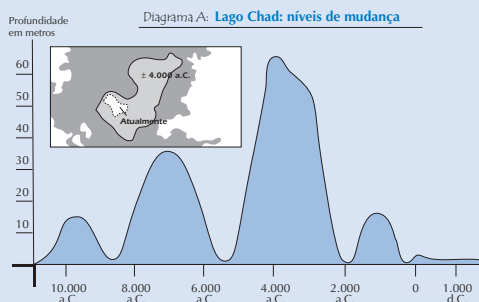 Profundidade
em metros
Diagrama A: Lago Chad: níveis de mudança
± 4.000 a.C.
Atualmente
60
50
40
30
20
10
10.000 8.000 6.000 4.000 2.000 0 1.000
a.C. a.C. a.C. a.C. a.C. d.C.